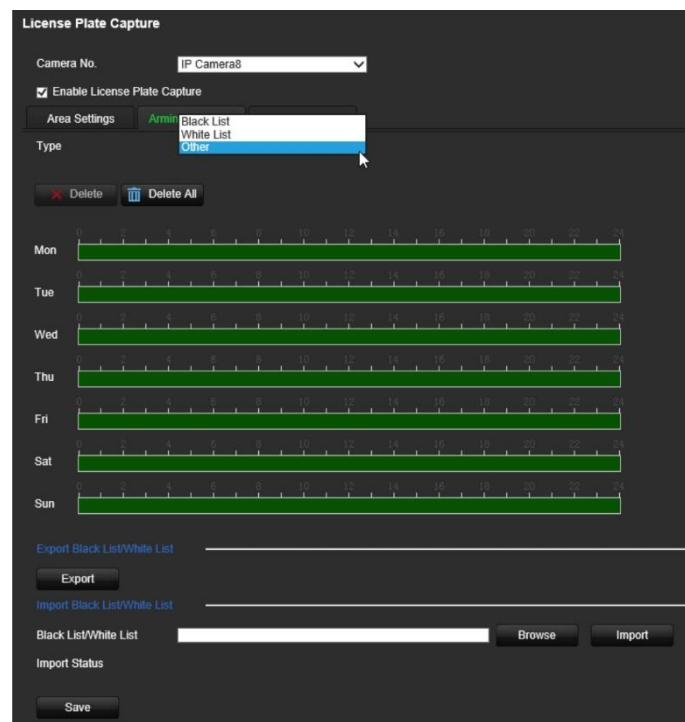 License Plate Capture
Camera No. IP Camera8
Enable License Plate Capture
Area Settings Armin
Black List
White List
Type Other
Delete Delete All
0 2 4 6 8 10 12 14 16 18 20 22 24
Mon
0 2 4 6 8 10 12 14 16 18 20 22 24
Tue
0 2 4 6 8 10 12 14 16 18 20 22 24
Wed
0 2 4 6 8 10 12 14 16 18 20 22 24
Thu
0 2 4 6 8 10 12 14 16 18 20 22 24
Fri
0 2 4 6 8 10 12 14 16 18 20 22 24
Sat
0 2 4 6 8 10 12 14 16 18 20 22 24
Sun
Export Black List/White List
Export
Import Black List/White List
Black List/White List Browse Import
Import Status
Save